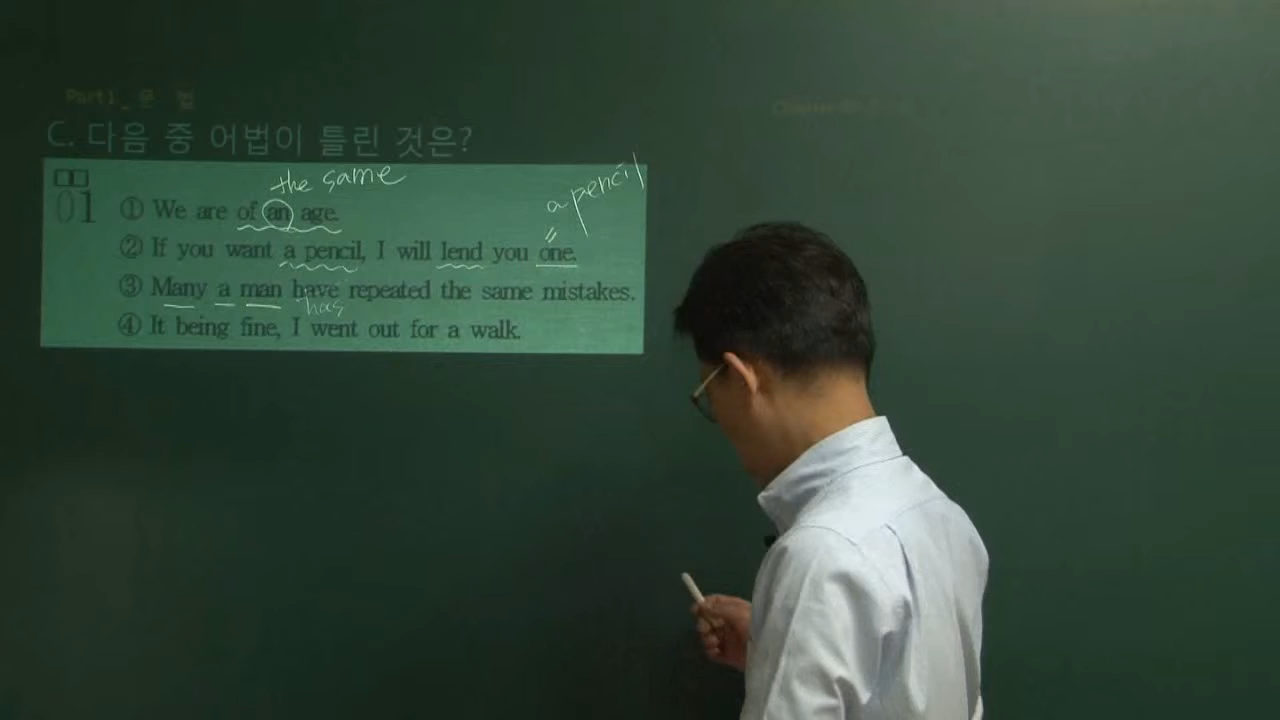 Part1_문 법
C. 다음 중 어법이 틀린 것은?
the same
a pencil
01
① We are of an age.
② If you want a pencil, I will lend you one.
③ Many a man have repeated the same mistakes.
has
④ It being fine, I went out for a walk.